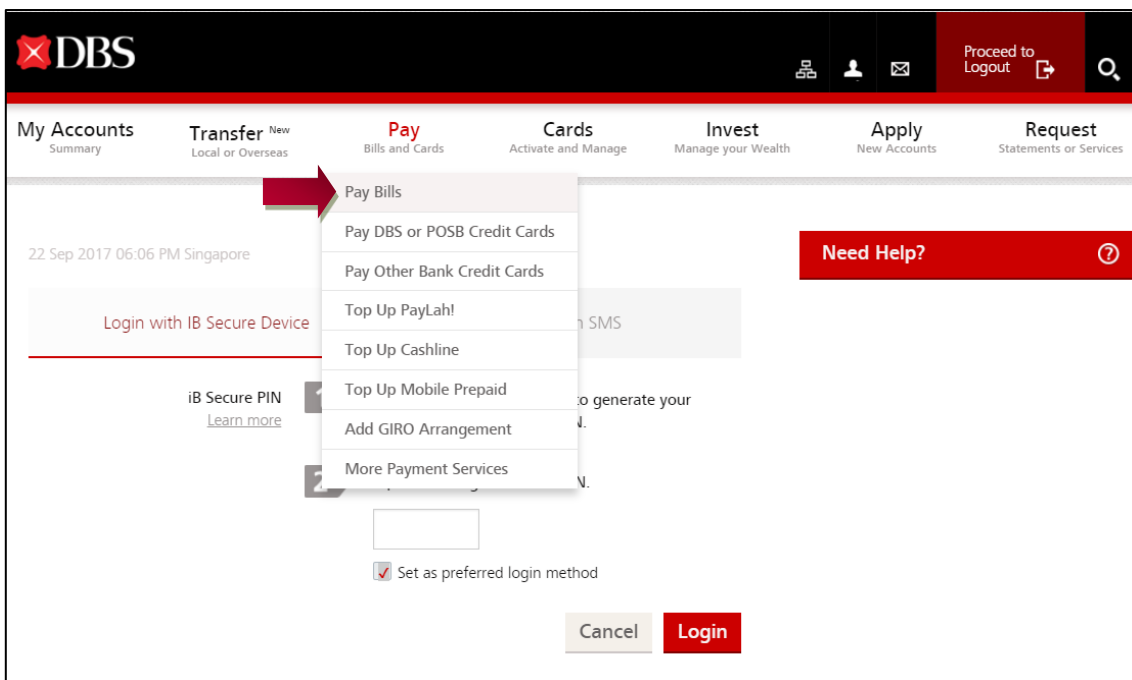 DBS
Proceed to
Logout
My Accounts
Summary
Transfer New
Local or Overseas
Pay
Bills and Cards
Cards
Activate and Manage
Invest
Manage your Wealth
Apply
New Accounts
Request
Statements or Services
Pay Bills
Pay DBS or POSB Credit Cards
Pay Other Bank Credit Cards
Top Up PayLah!
Top Up Cashline
Top Up Mobile Prepaid
Add GIRO Arrangement
More Payment Services
22 Sep 2017 06:06 PM Singapore
Need Help?
Login with IB Secure Device
SMS
iB Secure PIN
Learn more
1
to generate your
N.
2
N.
Set as preferred login method
Cancel
Login